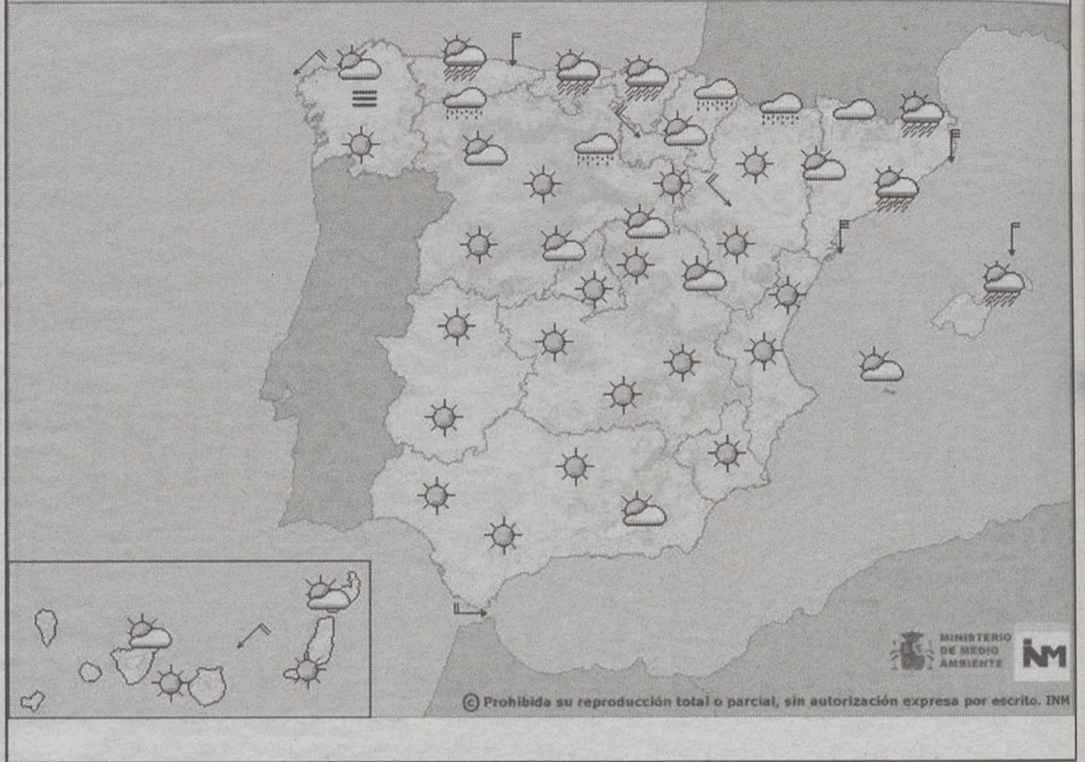 MINISTERIO
DE MEDIO
AMBIENTE
INM
© Prohibida su reproducción total o parcial, sin autorización expresa por escrito. INM